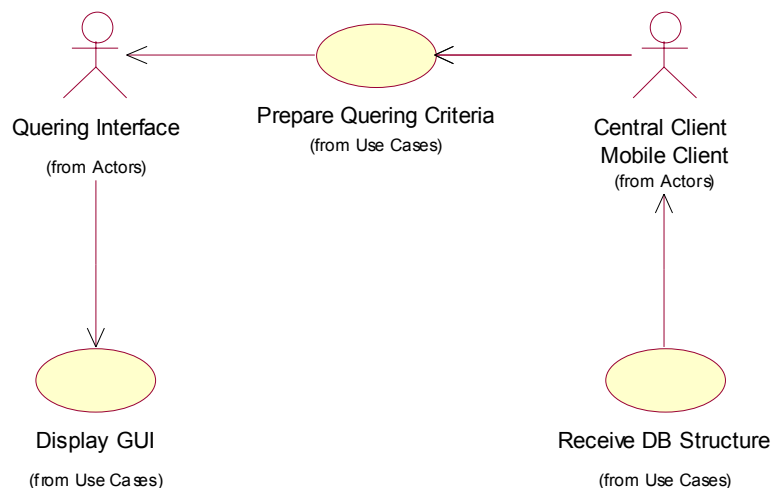 Quering Interface
(from Actors)
Prepare Quering Criteria
(from Use Cases)
Central Client
Mobile Client
(from Actors)
Display GUI
(from Use Cases)
Receive DB Structure
(from Use Cases)